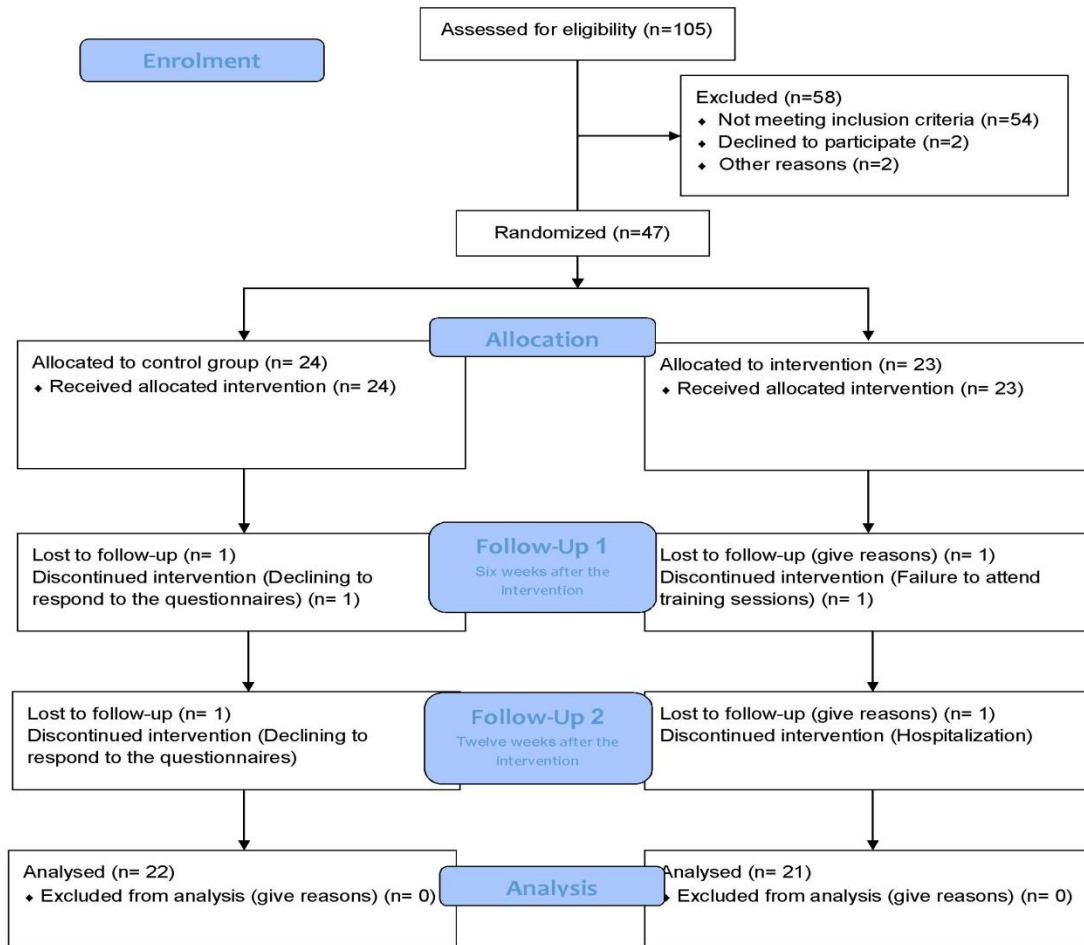 Assessed for eligibility (n=105)
Enrolment
Excluded (n=58)
♦ Not meeting inclusion criteria (n=54)
♦ Declined to participate (n=2)
♦ Other reasons (n=2)
Randomized (n=47)
Allocation
Allocated to control group (n= 24)
♦ Received allocated intervention (n= 24)
Allocated to intervention (n= 23)
♦ Received allocated intervention (n= 23)
Lost to follow-up (n= 1)
Discontinued intervention (Declining to
respond to the questionnaires) (n= 1)
Follow-Up 1
Six weeks after the
intervention
Lost to follow-up (give reasons) (n= 1)
Discontinued intervention (Failure to attend
training sessions) (n= 1)
Lost to follow-up (n= 1)
Discontinued intervention (Declining to
respond to the questionnaires)
Follow-Up 2
Twelve weeks after the
intervention
Lost to follow-up (give reasons) (n= 1)
Discontinued intervention (Hospitalization)
Analysed (n= 22)
♦ Excluded from analysis (give reasons) (n= 0)
Analysis
Analysed (n= 21)
♦ Excluded from analysis (give reasons) (n= 0)